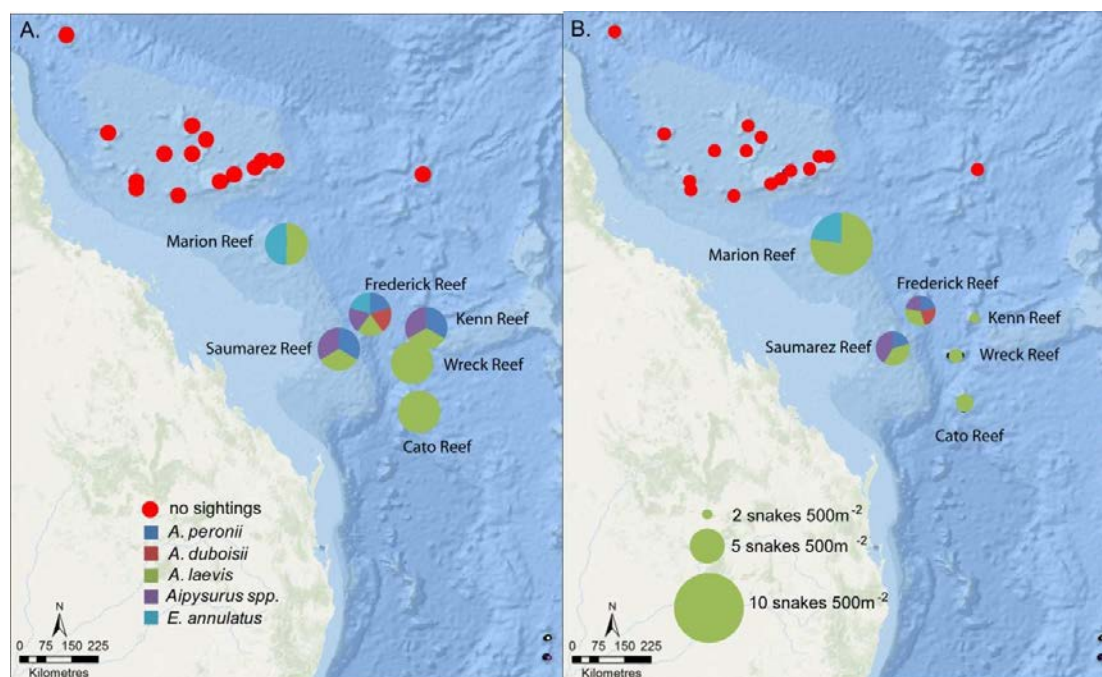 A.
Marion Reef
Frederick Reef
Kenn Reef
Saumarez Reef
Wreck Reef
Cato Reef
no sightings
A. peronii
A. duboisii
A. laevis
Aipysurus spp.
E. annulatus
N
0 75 150 225
Kilometres
B.
Marion Reef
Frederick Reef
Kenn Reef
Saumarez Reef
Wreck Reef
Cato Reef
2 snakes 500m⁻²
5 snakes 500m⁻²
10 snakes 500m⁻²
N
0 75 150 225
Kilometres